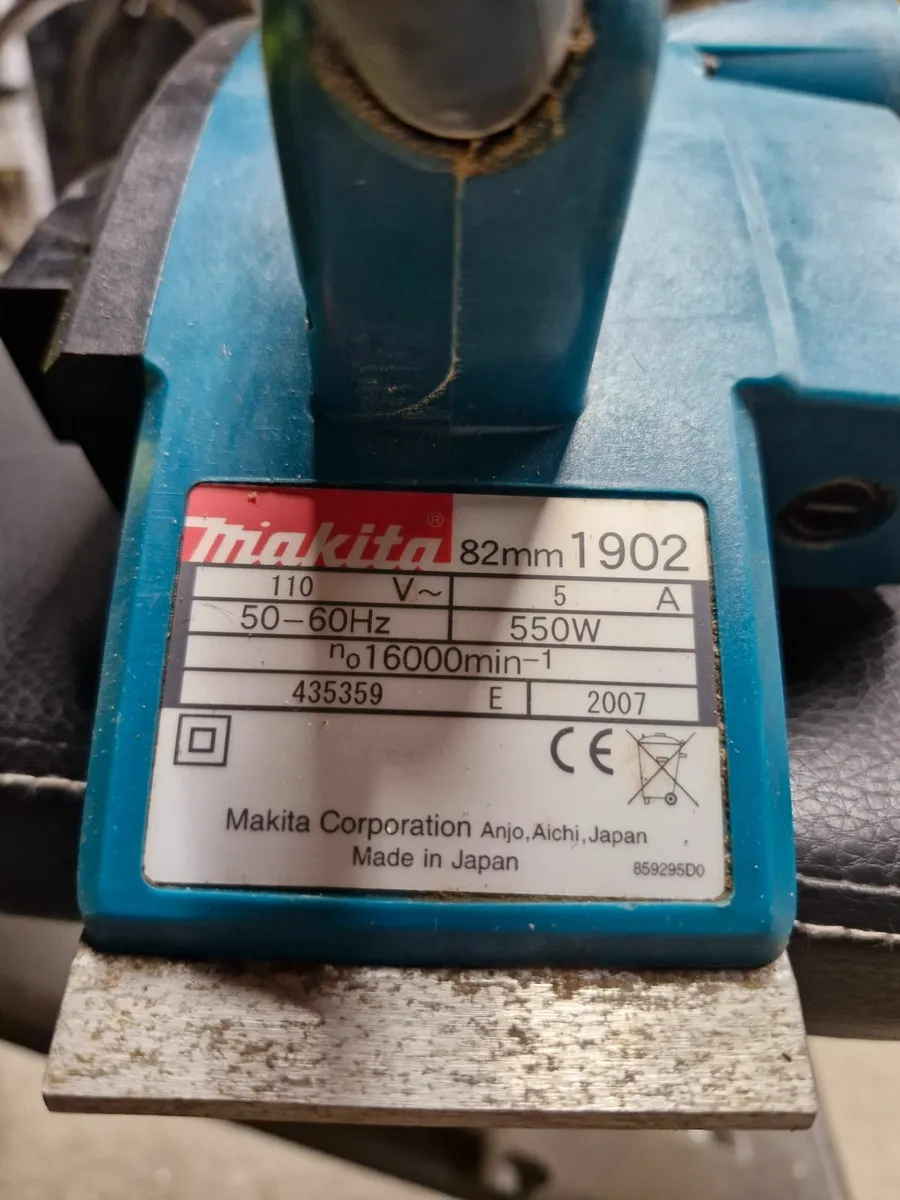 Makita® 82mm 1902
110 V~ 5 A
50-60Hz 550W
n₀16000min⁻¹
435359 E 2007
CE
Makita Corporation Anjo,Aichi,Japan
Made in Japan 859295D0